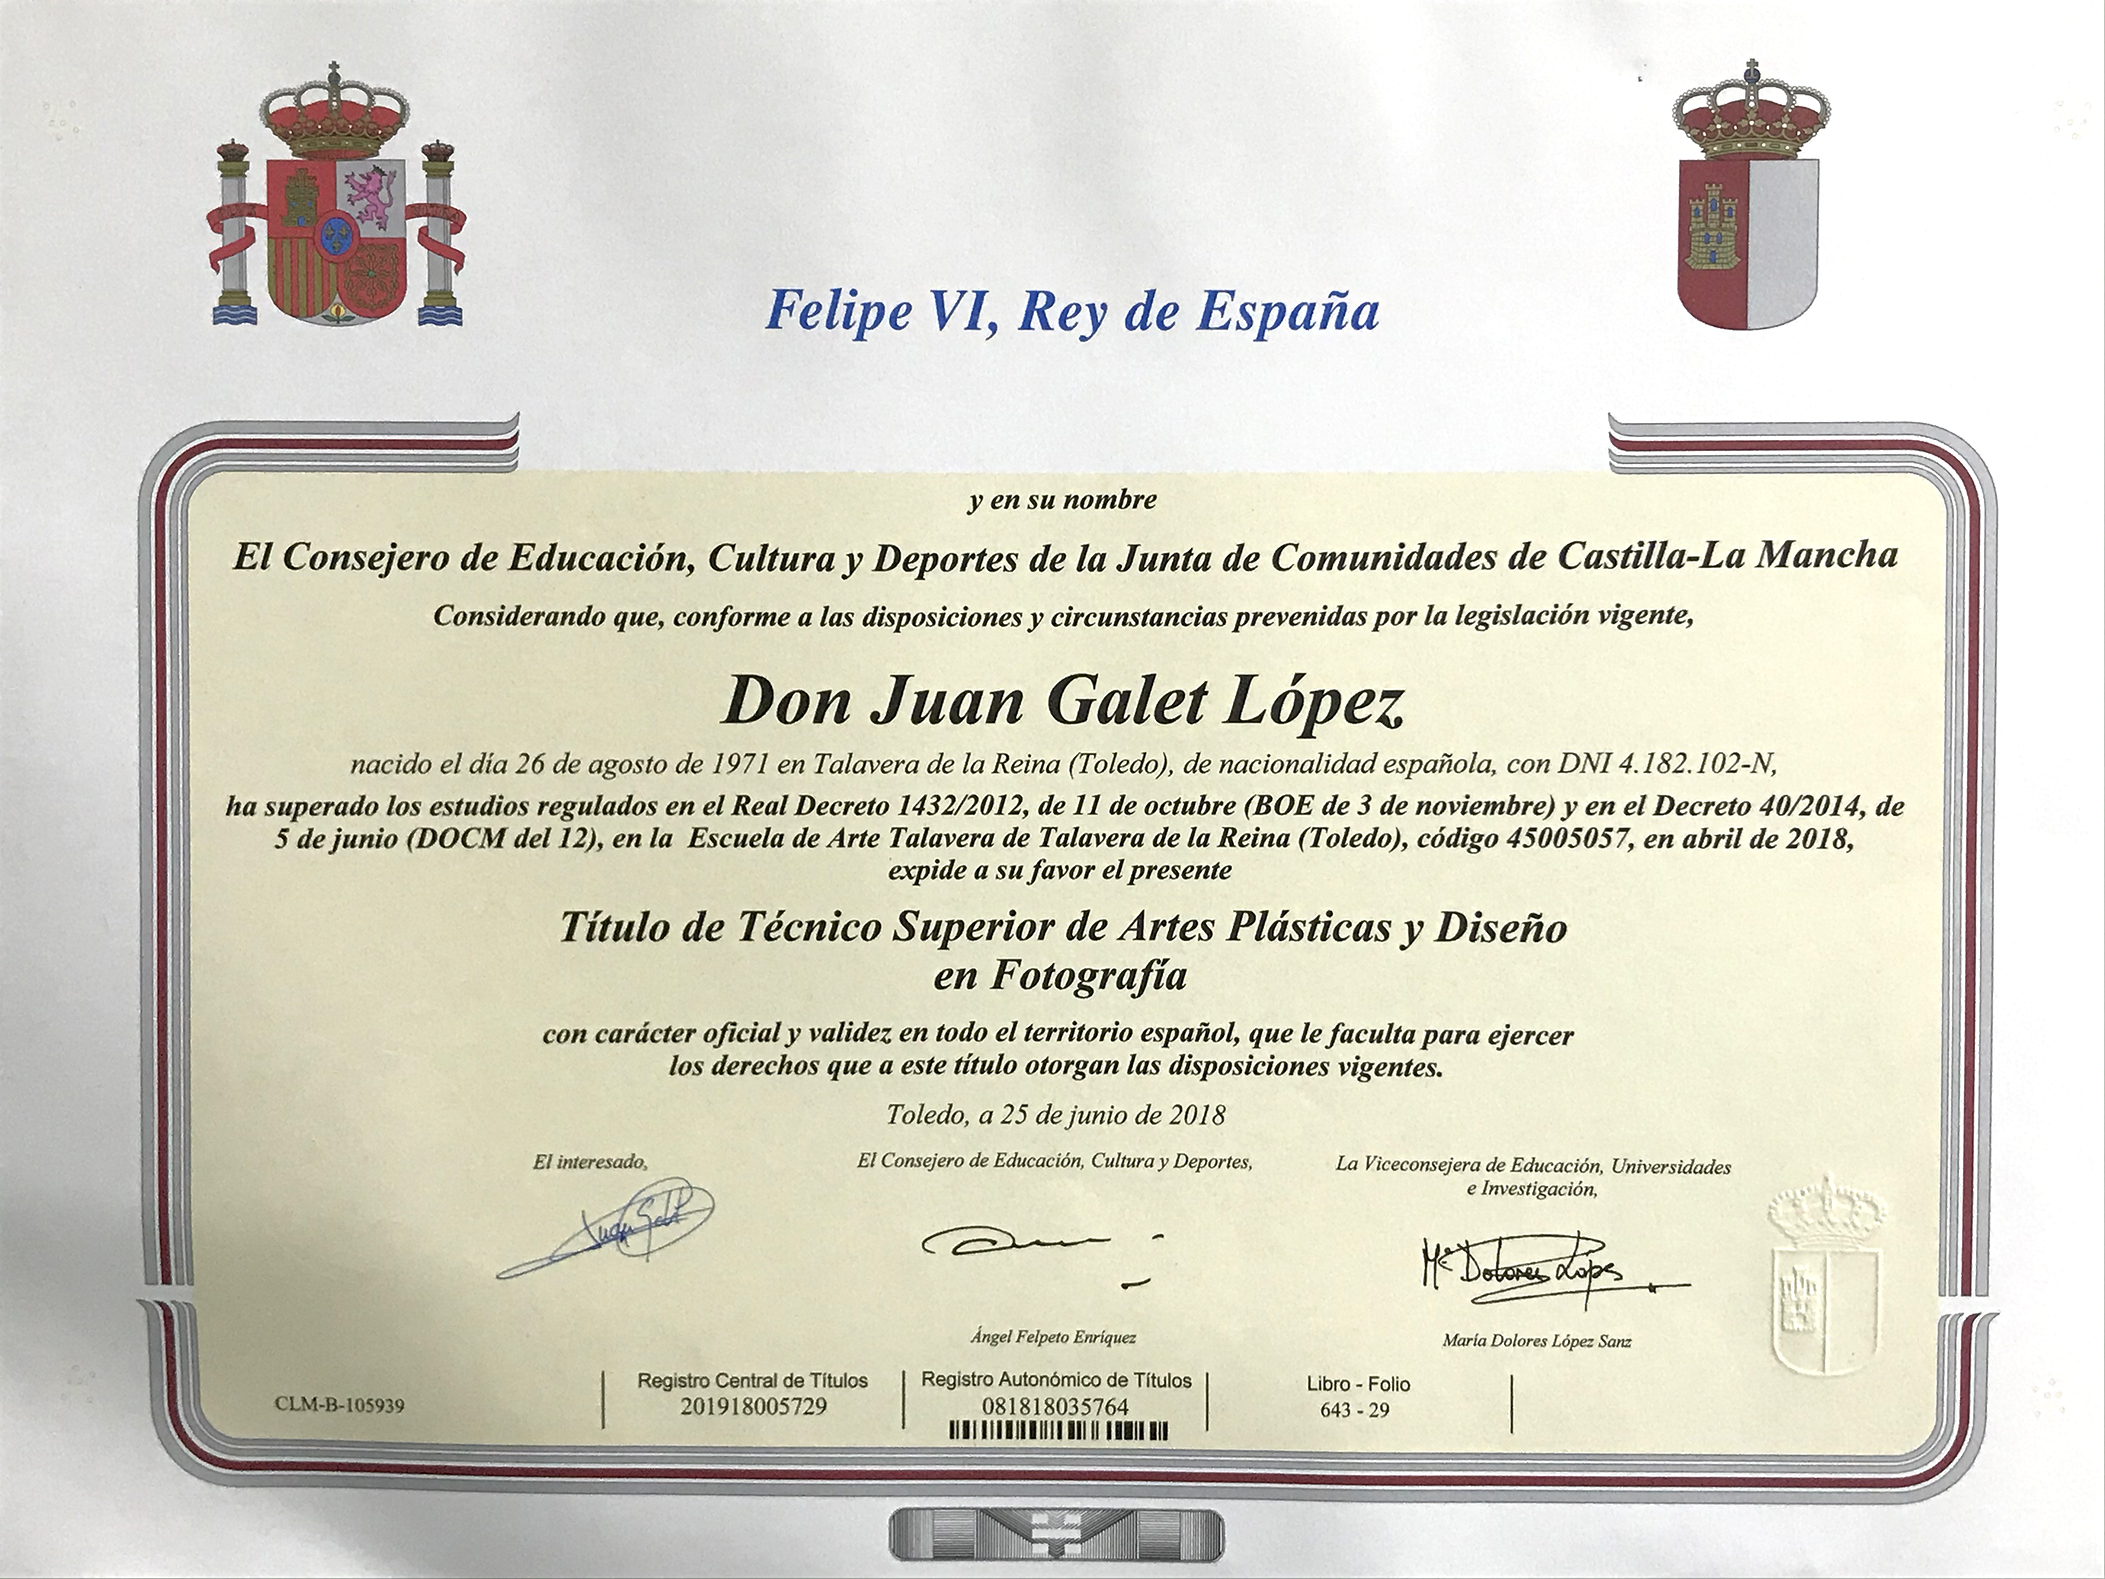 Felipe VI, Rey de España
y en su nombre
El Consejero de Educación, Cultura y Deportes de la Junta de Comunidades de Castilla-La Mancha
Considerando que, conforme a las disposiciones y circunstancias prevenidas por la legislación vigente,
Don Juan Galet López
nacido el día 26 de agosto de 1971 en Talavera de la Reina (Toledo), de nacionalidad española, con DNI 4.182.102-N,
ha superado los estudios regulados en el Real Decreto 1432/2012, de 11 de octubre (BOE de 3 de noviembre) y en el Decreto 40/2014, de
5 de junio (DOCM del 12), en la Escuela de Arte Talavera de Talavera de la Reina (Toledo), código 45005057, en abril de 2018,
expide a su favor el presente
Título de Técnico Superior de Artes Plásticas y Diseño
en Fotografía
con carácter oficial y validez en todo el territorio español, que le faculta para ejercer
los derechos que a este título otorgan las disposiciones vigentes.
Toledo, a 25 de junio de 2018
El interesado,
El Consejero de Educación, Cultura y Deportes,
La Viceconsejera de Educación, Universidades
e Investigación,
Juan Galet
Mª Dolores López
Ángel Felpeto Enríquez
María Dolores López Sanz
CLM-B-105939
Registro Central de Títulos
201918005729
Registro Autonómico de Títulos
081818035764
Libro - Folio
643 - 29